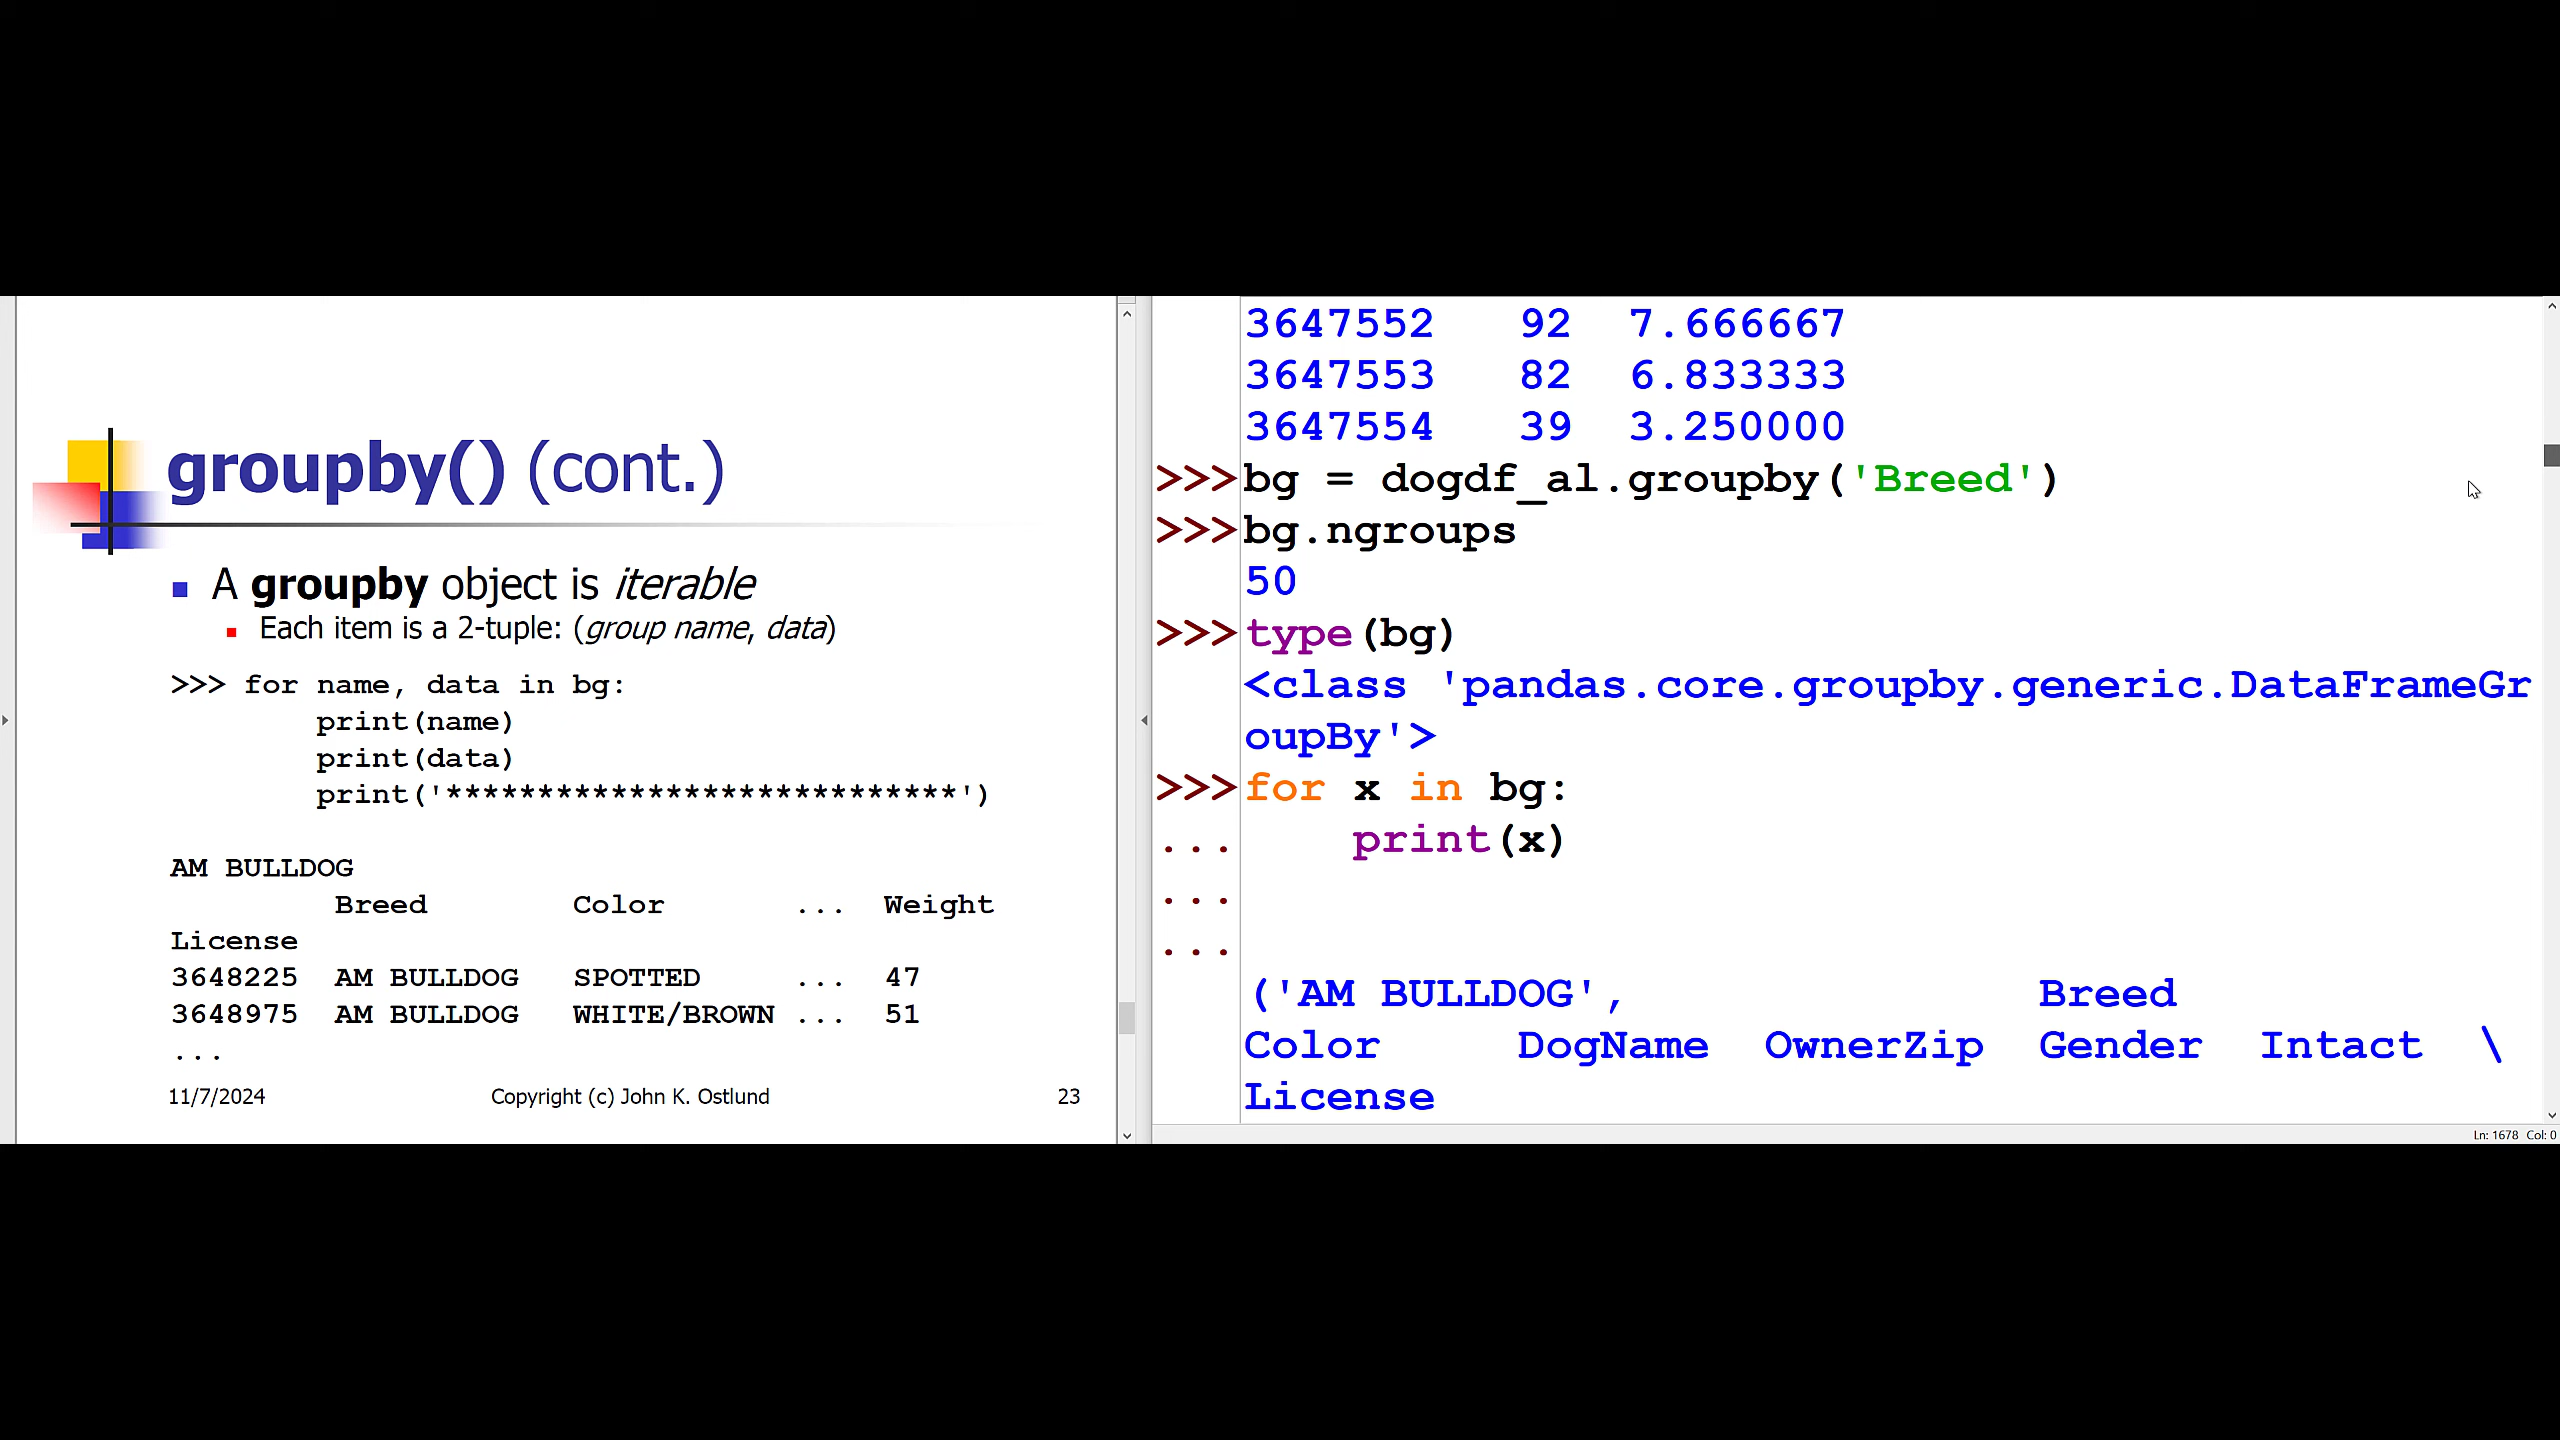 groupby() (cont.)
A groupby object is iterable
Each item is a 2-tuple: (group name, data)
>>> for name, data in bg:
print(name)
print(data)
print('****************************')
AM BULLDOG
Breed Color ... Weight
License
3648225 AM BULLDOG SPOTTED ... 47
3648975 AM BULLDOG WHITE/BROWN ... 51
...
11/7/2024 Copyright (c) John K. Ostlund 23
3647552 92 7.666667
3647553 82 6.833333
3647554 39 3.250000
>>> bg = dogdf_al.groupby('Breed')
>>> bg.ngroups
50
>>> type(bg)
<class 'pandas.core.groupby.generic.DataFrameGr
oupBy'>
>>> for x in bg:
... print(x)
...
...
('AM BULLDOG', Breed
Color DogName OwnerZip Gender Intact \
License
Ln: 1678 Col: 0